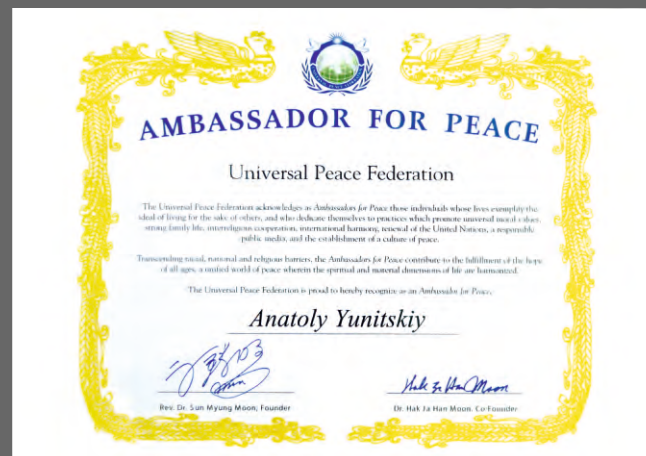 AMBASSADOR FOR PEACE
Universal Peace Federation
The Universal Peace Federation acknowledges as Ambassadors for Peace those individuals whose lives exemplify the
ideal of living for the sake of others, and who dedicate themselves to practices which promote universal moral values,
strong family life, interreligious cooperation, international harmony, renewal of the United Nations, a responsible
public media, and the establishment of a culture of peace.
Transcending racial, national and religious barriers, the Ambassadors for Peace contribute to the fulfillment of the hope
of all ages, a unified world of peace wherein the spiritual and material dimensions of life are harmonized.
The Universal Peace Federation is proud to hereby recognize as an Ambassador for Peace,
Anatoly Yunitskiy
Hak Ja Han Moon
Rev. Dr. Sun Myung Moon, Founder
Dr. Hak Ja Han Moon, Co-Founder